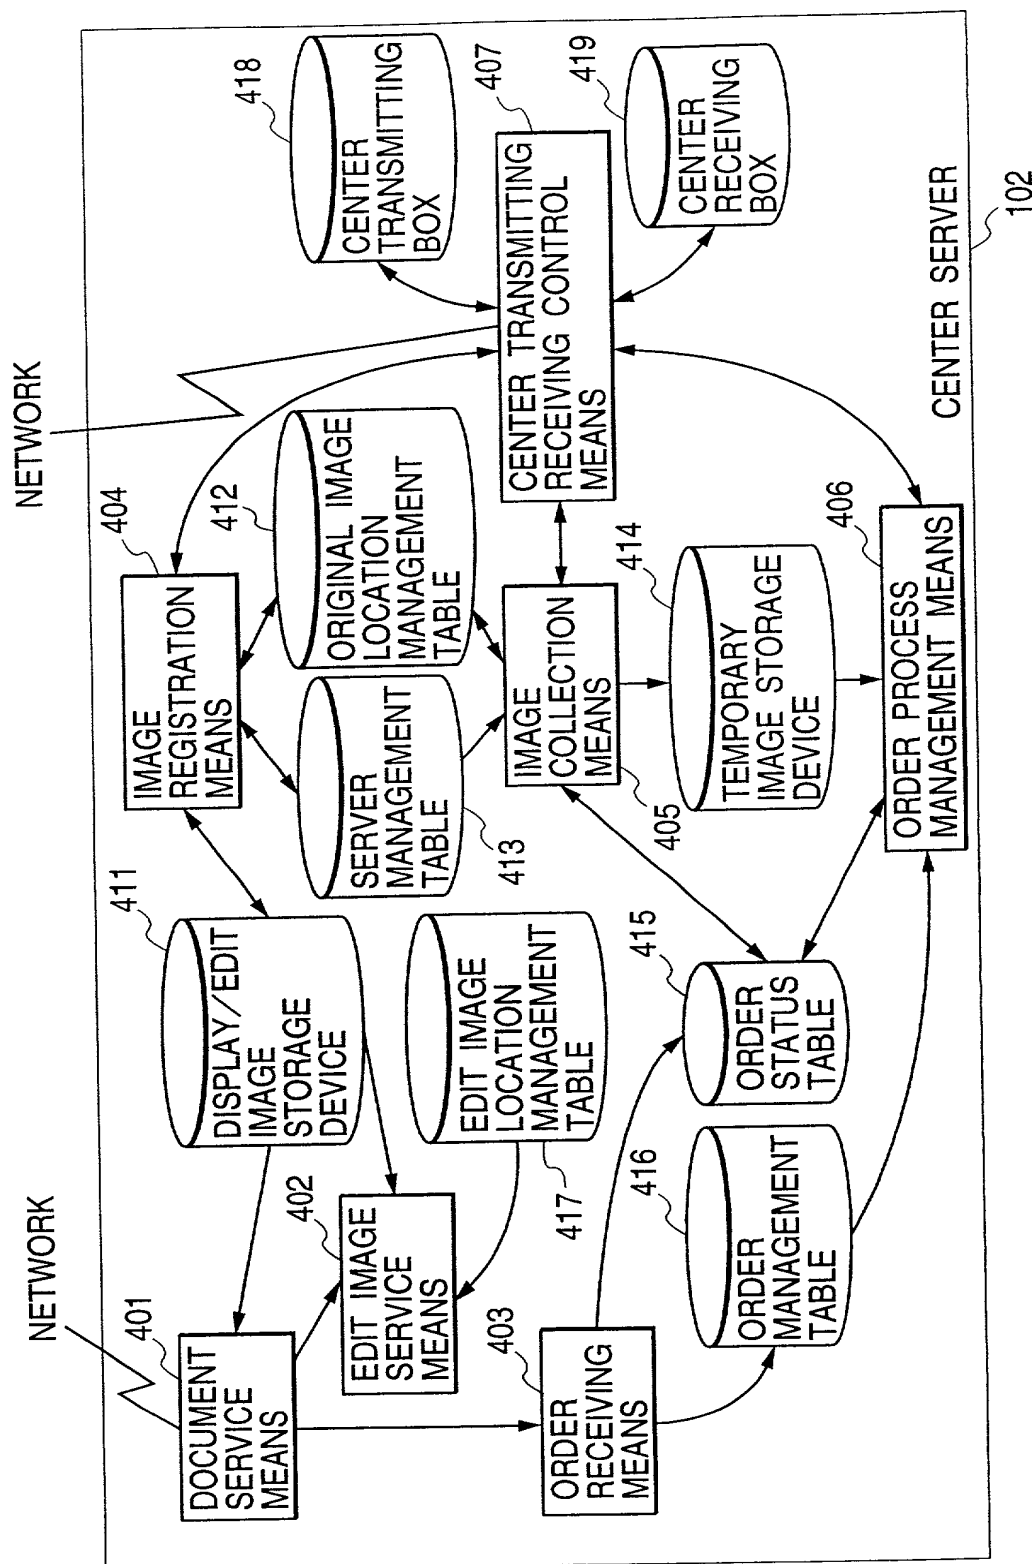 NETWORK
NETWORK
401
DOCUMENT
SERVICE
MEANS
411
DISPLAY/EDIT
IMAGE
STORAGE
DEVICE
404
IMAGE
REGISTRATION
MEANS
402
EDIT IMAGE
SERVICE
MEANS
EDIT IMAGE
LOCATION
MANAGEMENT
TABLE
417
SERVER
MANAGEMENT
TABLE
413
412
ORIGINAL IMAGE
LOCATION
MANAGEMENT
TABLE
418
CENTER
TRANSMITTING
BOX
403
ORDER
RECEIVING
MEANS
IMAGE
COLLECTION
MEANS
405
CENTER TRANSMITTING
RECEIVING CONTROL
MEANS
407
419
CENTER
RECEIVING
BOX
416
ORDER
MANAGEMENT
TABLE
415
ORDER
STATUS
TABLE
414
TEMPORARY
IMAGE STORAGE
DEVICE
406
ORDER PROCESS
MANAGEMENT MEANS
CENTER SERVER
102